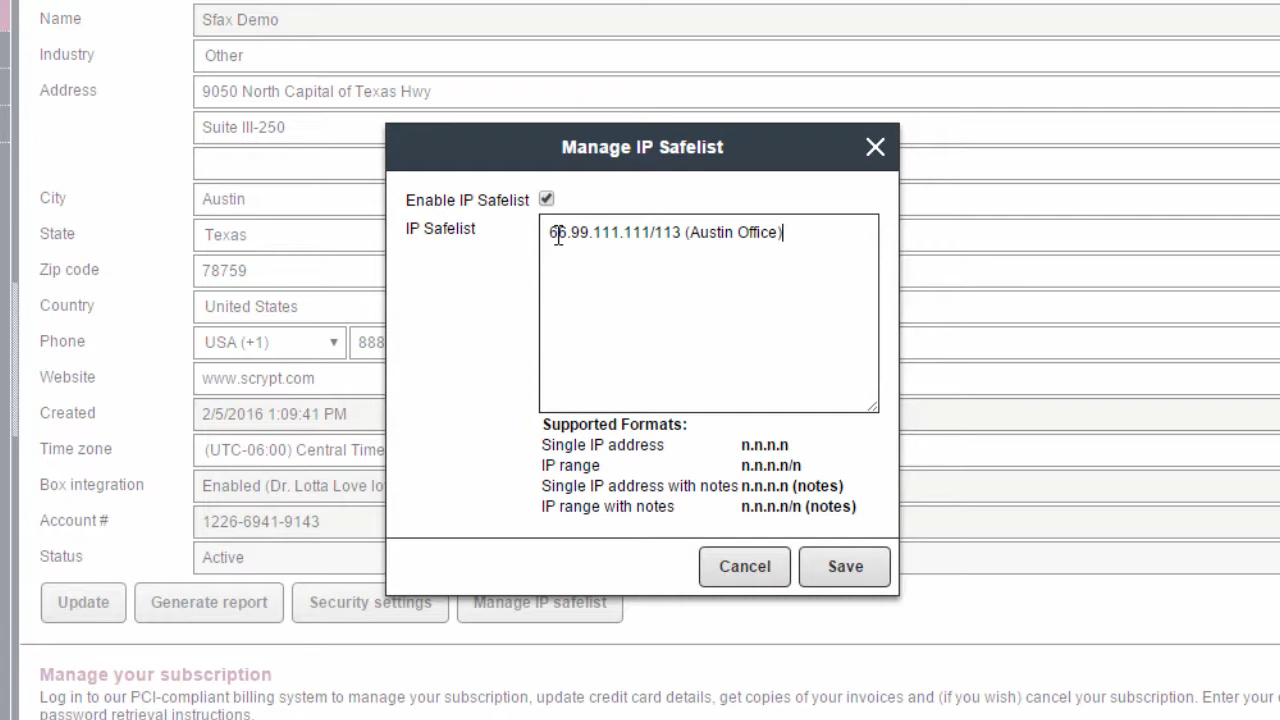 Name
Sfax Demo
Industry
Other
Address
9050 North Capital of Texas Hwy
Suite III-250
City
Austin
State
Texas
Zip code
78759
Country
United States
Phone
USA (+1)
888
Website
www.scrypt.com
Created
2/5/2016 1:09:41 PM
Time zone
(UTC-06:00) Central Time
Box integration
Enabled (Dr. Lotta Love lo
Account #
1226-6941-9143
Status
Active
Update
Generate report
Security settings
Manage IP safelist
Manage IP Safelist
Enable IP Safelist
IP Safelist
66.99.111.111/113 (Austin Office)
Supported Formats:
Single IP address n.n.n.n
IP range n.n.n.n/n
Single IP address with notes n.n.n.n (notes)
IP range with notes n.n.n.n/n (notes)
Cancel
Save
Manage your subscription
Log in to our PCI-compliant billing system to manage your subscription, update credit card details, get copies of your invoices and (if you wish) cancel your subscription. Enter your
password retrieval instructions.